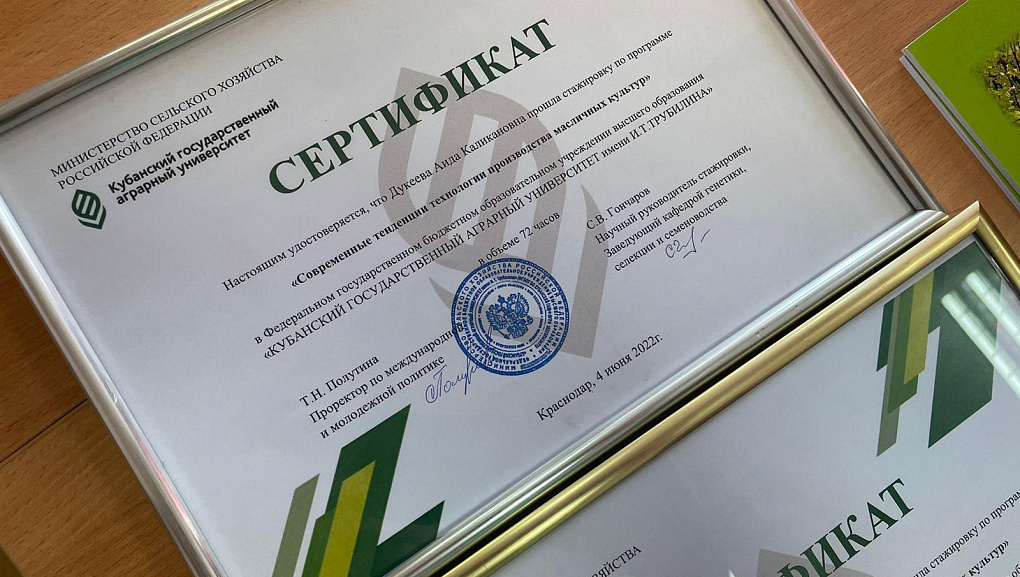 МИНИСТЕРСТВО СЕЛЬСКОГО ХОЗЯЙСТВА
РОССИЙСКОЙ ФЕДЕРАЦИИ
Кубанский государственный
аграрный университет
СЕРТИФИКАТ
Настоящим удостоверяется, что Дукеева Аида Каликановна прошла стажировку по программе
«Современные тенденции технологии производства масличных культур»
в Федеральном государственном бюджетном образовательном учреждении высшего образования
«КУБАНСКИЙ ГОСУДАРСТВЕННЫЙ АГРАРНЫЙ УНИВЕРСИТЕТ имени И.Т.ТРУБИЛИНА»
в объеме 72 часов
Т.Н. Полутина
Проректор по международной
и молодежной политике
С.В. Гончаров
Научный руководитель стажировки,
Заведующий кафедрой генетики,
селекции и семеноводства
Краснодар, 4 июня 2022г.
ХОЗЯЙСТВА
ИФИКАТ
стажировку по програм
культур»